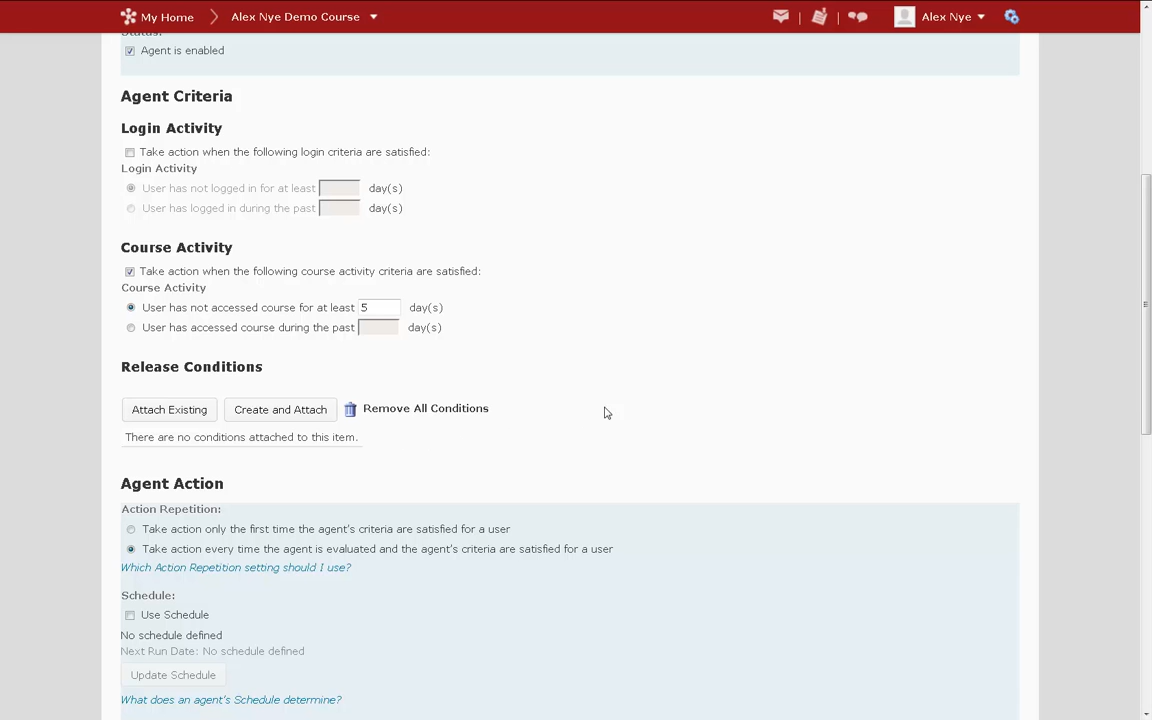 My Home
Alex Nye Demo Course
Alex Nye
Status:
Agent is enabled
Agent Criteria
Login Activity
Take action when the following login criteria are satisfied:
Login Activity
User has not logged in for at least day(s)
User has logged in during the past day(s)
Course Activity
Take action when the following course activity criteria are satisfied:
Course Activity
User has not accessed course for at least 5 day(s)
User has accessed course during the past day(s)
Release Conditions
Attach Existing Create and Attach Remove All Conditions
There are no conditions attached to this item.
Agent Action
Action Repetition:
Take action only the first time the agent's criteria are satisfied for a user
Take action every time the agent is evaluated and the agent's criteria are satisfied for a user
Which Action Repetition setting should I use?
Schedule:
Use Schedule
No schedule defined
Next Run Date: No schedule defined
Update Schedule
What does an agent's Schedule determine?